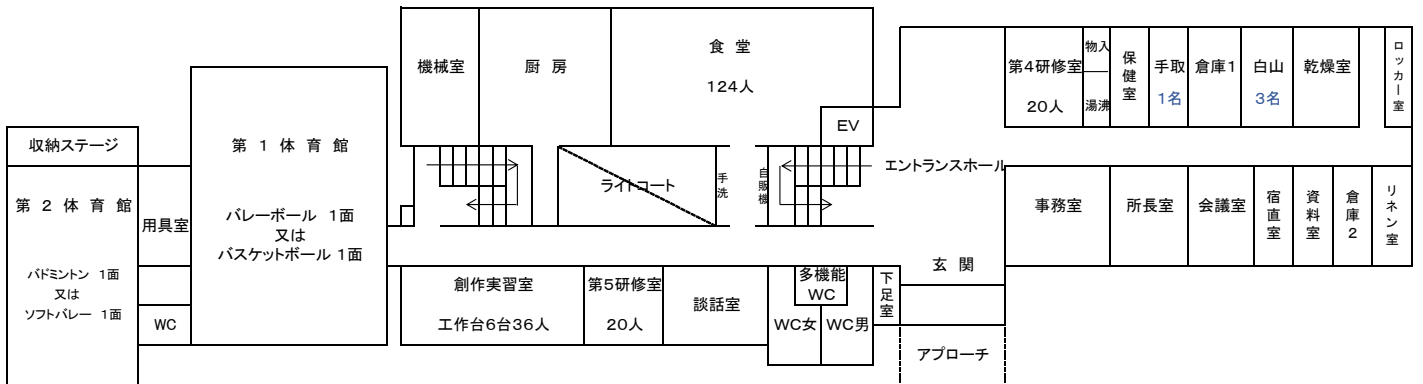 収納ステージ
第 2 体 育 館
バドミントン 1面
又は
ソフトバレー 1面
用具室
WC
第 1 体 育 館
バレーボール 1面
又は
バスケットボール 1面
機械室
厨 房
食 堂
124人
EV
ライトコート
手洗
自販機
エントランスホール
創作実習室
工作台6台36人
第5研修室
20人
談話室
多機能
WC
WC女
WC男
下足室
玄 関
アプローチ
第4研修室
20人
物入
湯沸
保健室
手取
1名
倉庫1
白山
3名
乾燥室
ロッカー室
事務室
所長室
会議室
宿直室
資料室
倉庫2
リネン室